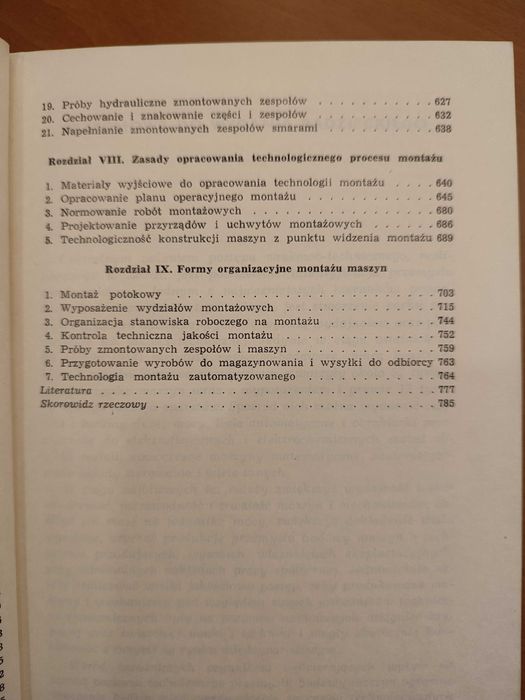 19. Próby hydrauliczne zmontowanych zespołów . . . . . . . . . . . 627
20. Cechowanie i znakowanie części i zespołów . . . . . . . . . . . 632
21. Napełnianie zmontowanych zespołów smarami . . . . . . . . . . 638
Rozdział VIII. Zasady opracowania technologicznego procesu montażu
1. Materiały wyjściowe do opracowania technologii montażu . . . . 640
2. Opracowanie planu operacyjnego montażu . . . . . . . . . . . . 645
3. Normowanie robót montażowych . . . . . . . . . . . . . . . . 680
4. Projektowanie przyrządów i uchwytów montażowych . . . . . . . 686
5. Technologiczność konstrukcji maszyn z punktu widzenia montażu 689
Rozdział IX. Formy organizacyjne montażu maszyn
1. Montaż potokowy . . . . . . . . . . . . . . . . . . . . . . . 703
2. Wyposażenie wydziałów montażowych . . . . . . . . . . . . . 715
3. Organizacja stanowiska roboczego na montażu . . . . . . . . . . 744
4. Kontrola techniczna jakości montażu . . . . . . . . . . . . . . 752
5. Próby zmontowanych zespołów i maszyn . . . . . . . . . . . . . 759
6. Przygotowanie wyrobów do magazynowania i wysyłki do odbiorcy 763
7. Technologia montażu zautomatyzowanego . . . . . . . . . . . . 764
Literatura . . . . . . . . . . . . . . . . . . . . . . . . . . . 777
Skorowidz rzeczowy . . . . . . . . . . . . . . . . . . . . . . . 785